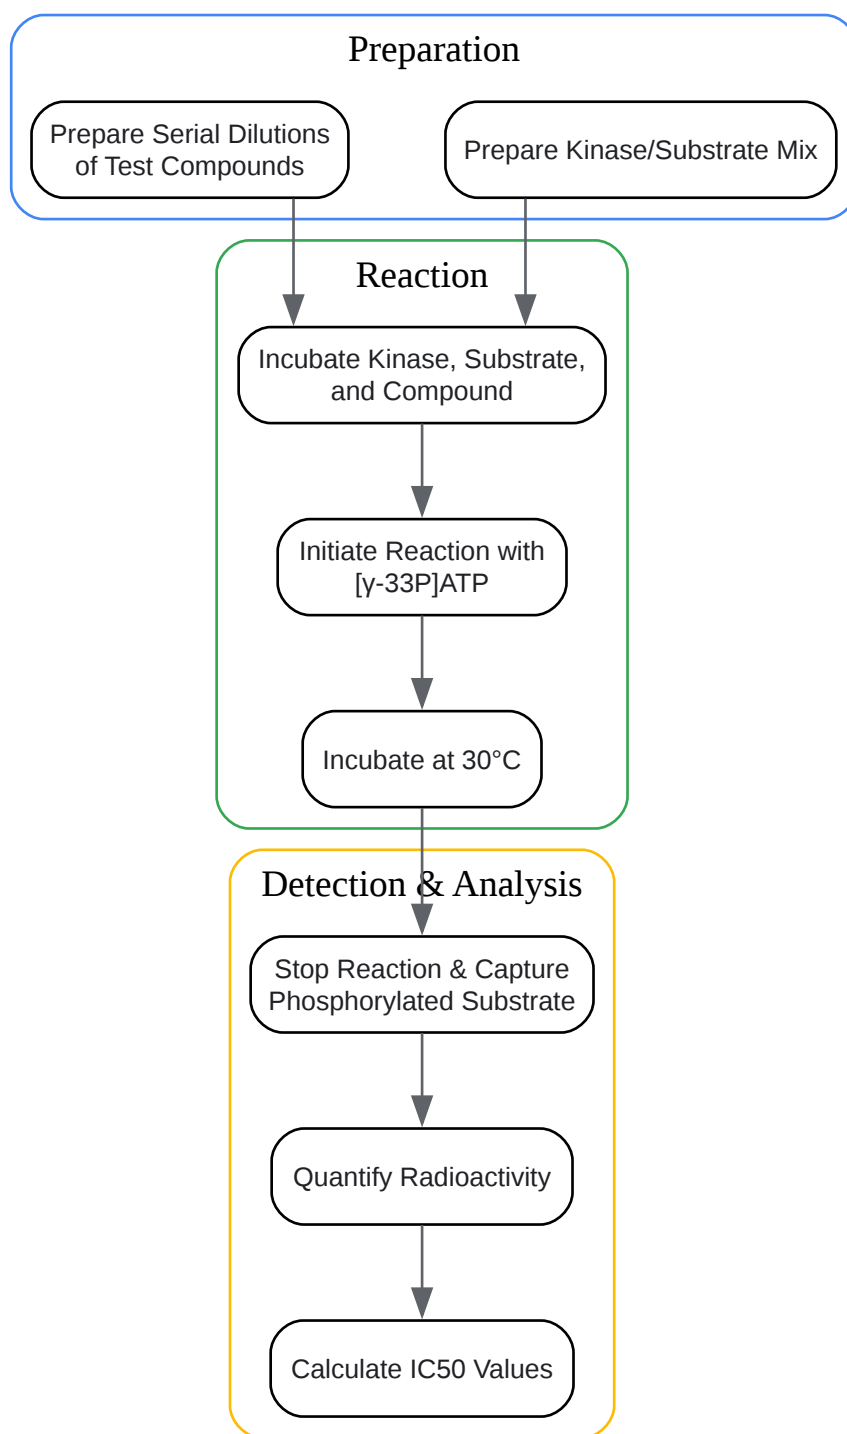 Preparation
Prepare Serial Dilutions
of Test Compounds
Prepare Kinase/Substrate Mix
Reaction
Incubate Kinase, Substrate,
and Compound
Initiate Reaction with
[γ-33P]ATP
Incubate at 30°C
Detection & Analysis
Stop Reaction & Capture
Phosphorylated Substrate
Quantify Radioactivity
Calculate IC50 Values